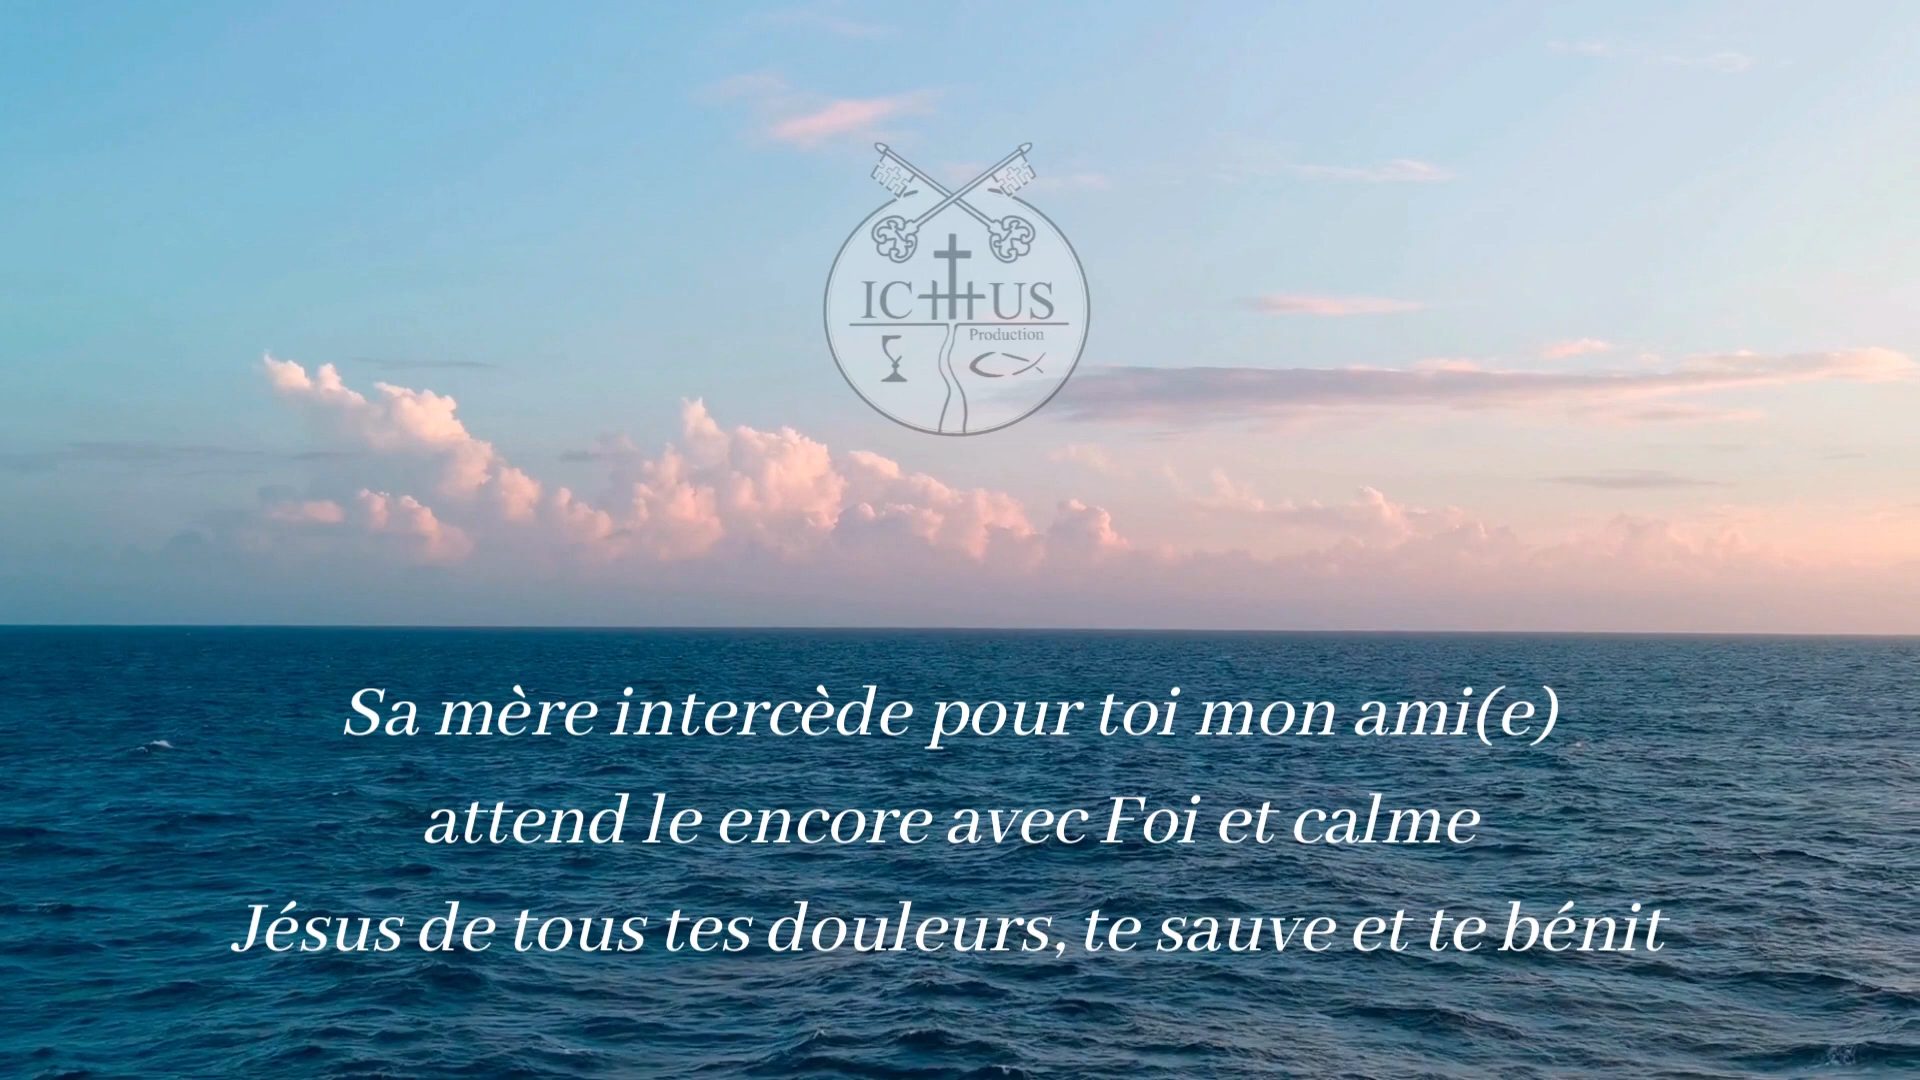 ICHTHUS
Production
Sa mère intercède pour toi mon ami(e)
attend le encore avec Foi et calme
Jésus de tous tes douleurs, te sauve et te bénit